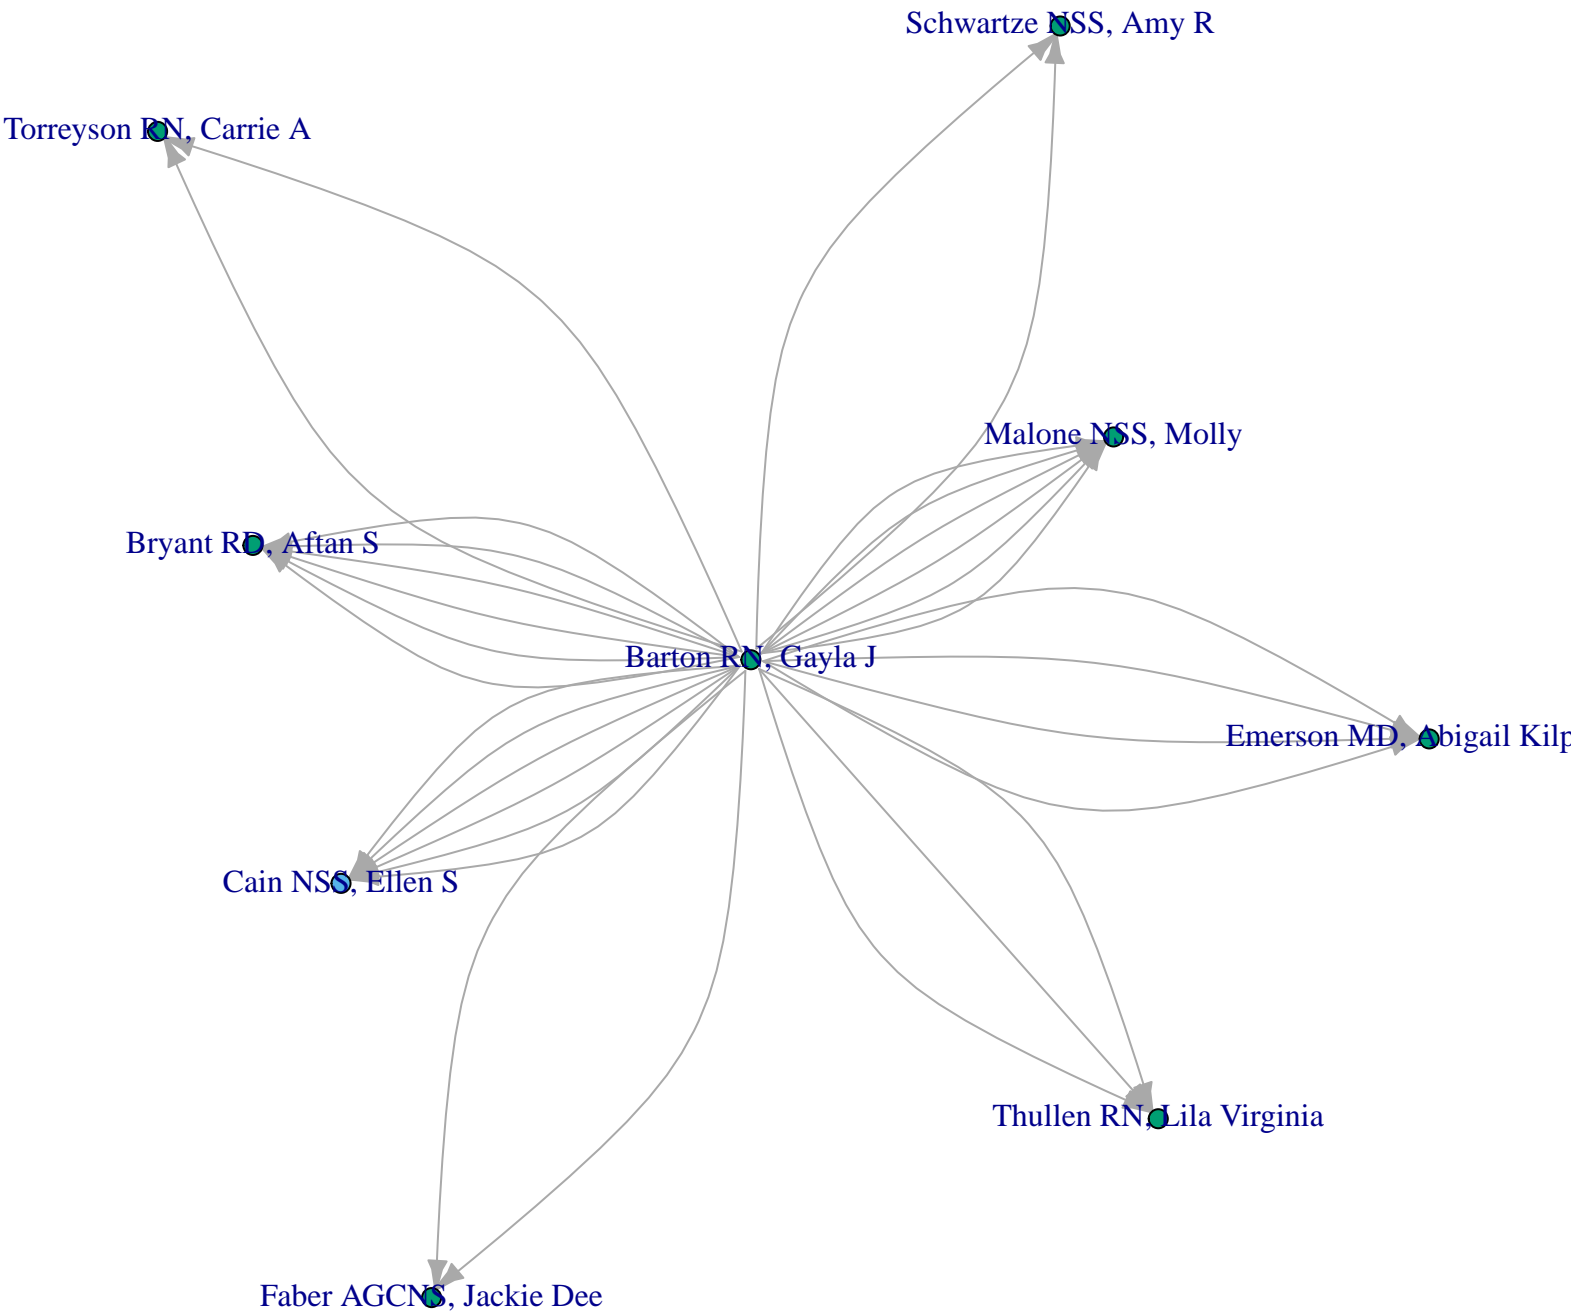 Schwartze NSS, Amy R
Torreyson RN, Carrie A
Malone NSS, Molly
Bryant RD, Aftan S
Barton RN, Gayla J
Emerson MD, Abigail Kilp
Cain NSS, Ellen S
Thullen RN, Lila Virginia
Faber AGCNS, Jackie Dee